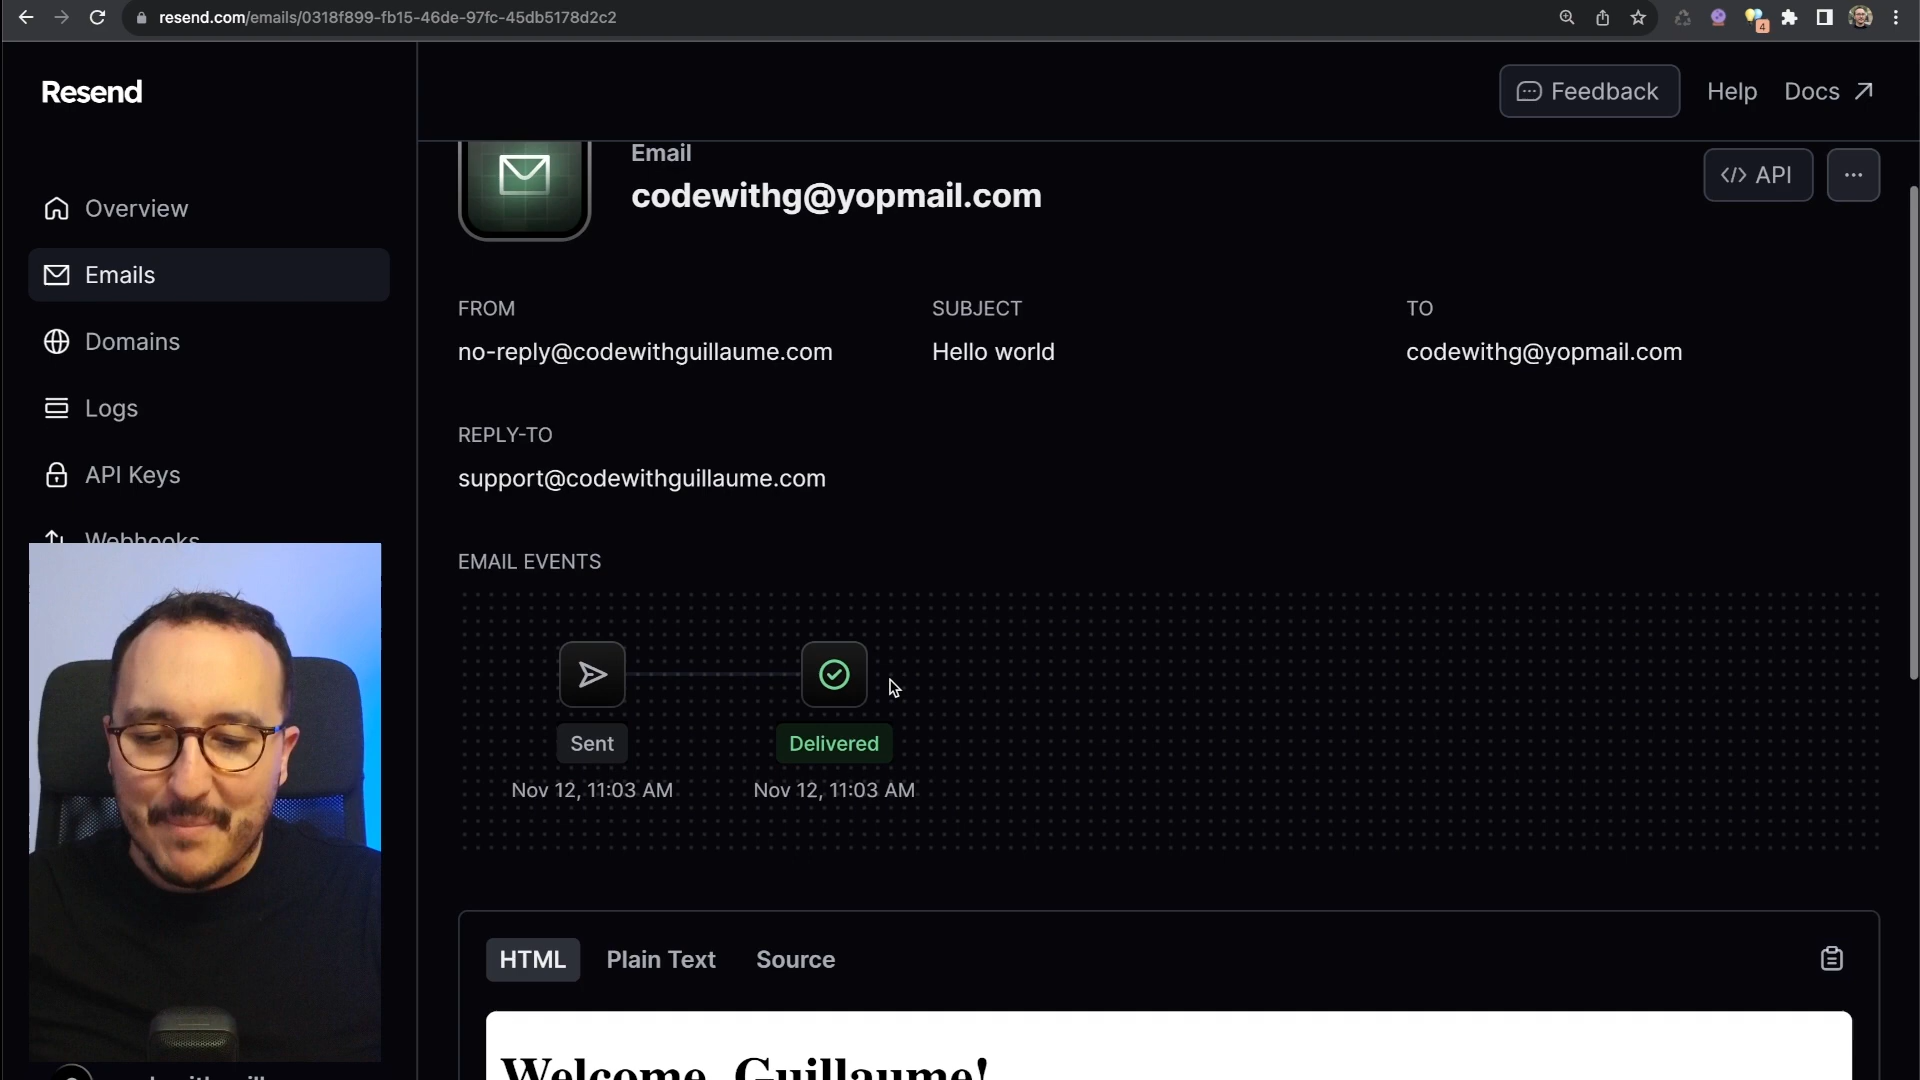 resend.com/emails/0318f899-fb15-46de-97fc-45db5178d2c2
4
Resend
Feedback
Help
Docs
Overview
Emails
Domains
Logs
API Keys
Webhooks
Email
codewithg@yopmail.com
API
FROM
SUBJECT
TO
no-reply@codewithguillaume.com
Hello world
codewithg@yopmail.com
REPLY-TO
support@codewithguillaume.com
EMAIL EVENTS
Sent
Delivered
Nov 12, 11:03 AM
Nov 12, 11:03 AM
HTML
Plain Text
Source
Welcome, Guillaume!